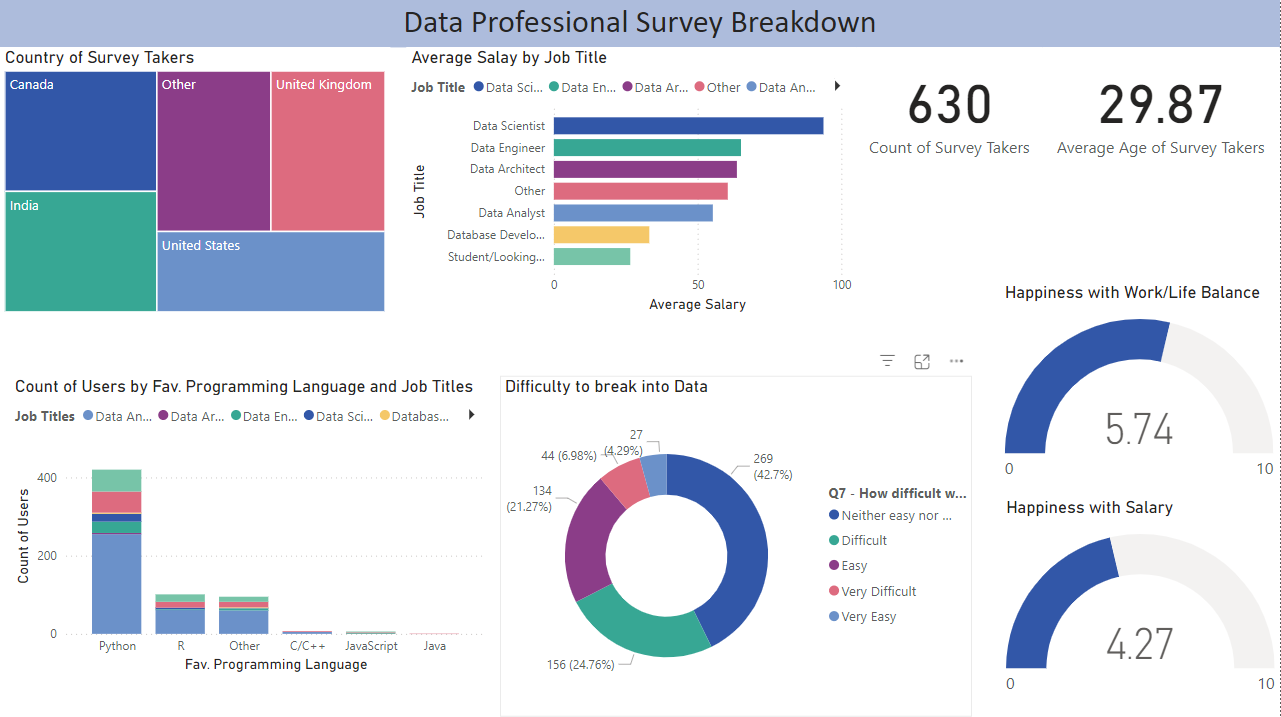 Data Professional Survey Breakdown
Country of Survey Takers
Canada
Other
United Kingdom
India
United States
Average Salay by Job Title
Job Title Data Sci... Data En... Data Ar... Other Data An...
Job Title
Data Scientist
Data Engineer
Data Architect
Other
Data Analyst
Database Develo...
Student/Looking...
0 50 100
Average Salary
630
Count of Survey Takers
29.87
Average Age of Survey Takers
Happiness with Work/Life Balance
5.74
0 10
Happiness with Salary
4.27
0 10
Count of Users by Fav. Programming Language and Job Titles
Job Titles Data An... Data Ar... Data En... Data Sci... Databas...
Count of Users
400
200
0
Python R Other C/C++ JavaScript Java
Fav. Programming Language
Difficulty to break into Data
27
(4.29%)
44 (6.98%)
134
(21.27%)
156 (24.76%)
269
(42.7%)
Q7 - How difficult w...
Neither easy nor ...
Difficult
Easy
Very Difficult
Very Easy